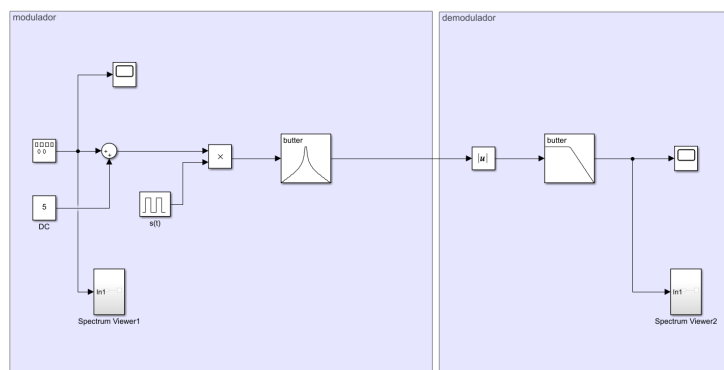 modulador
demodulador
butter
butter
|u|
×
5
DC
s(t)
In1
Spectrum Viewer1
In1
Spectrum Viewer2